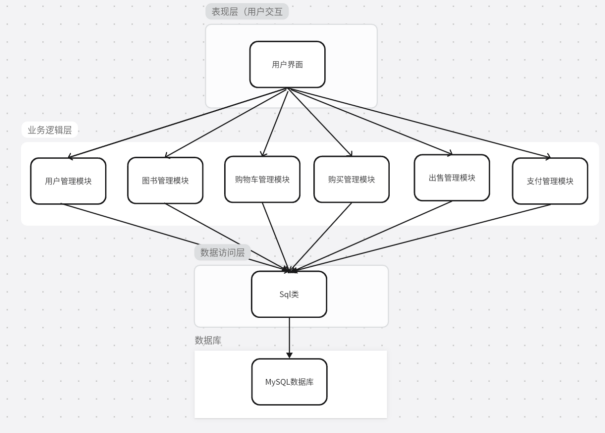 表现层（用户交互
用户界面
业务逻辑层
用户管理模块
图书管理模块
购物车管理模块
购买管理模块
出售管理模块
支付管理模块
数据访问层
Sql类
数据库
MySQL数据库